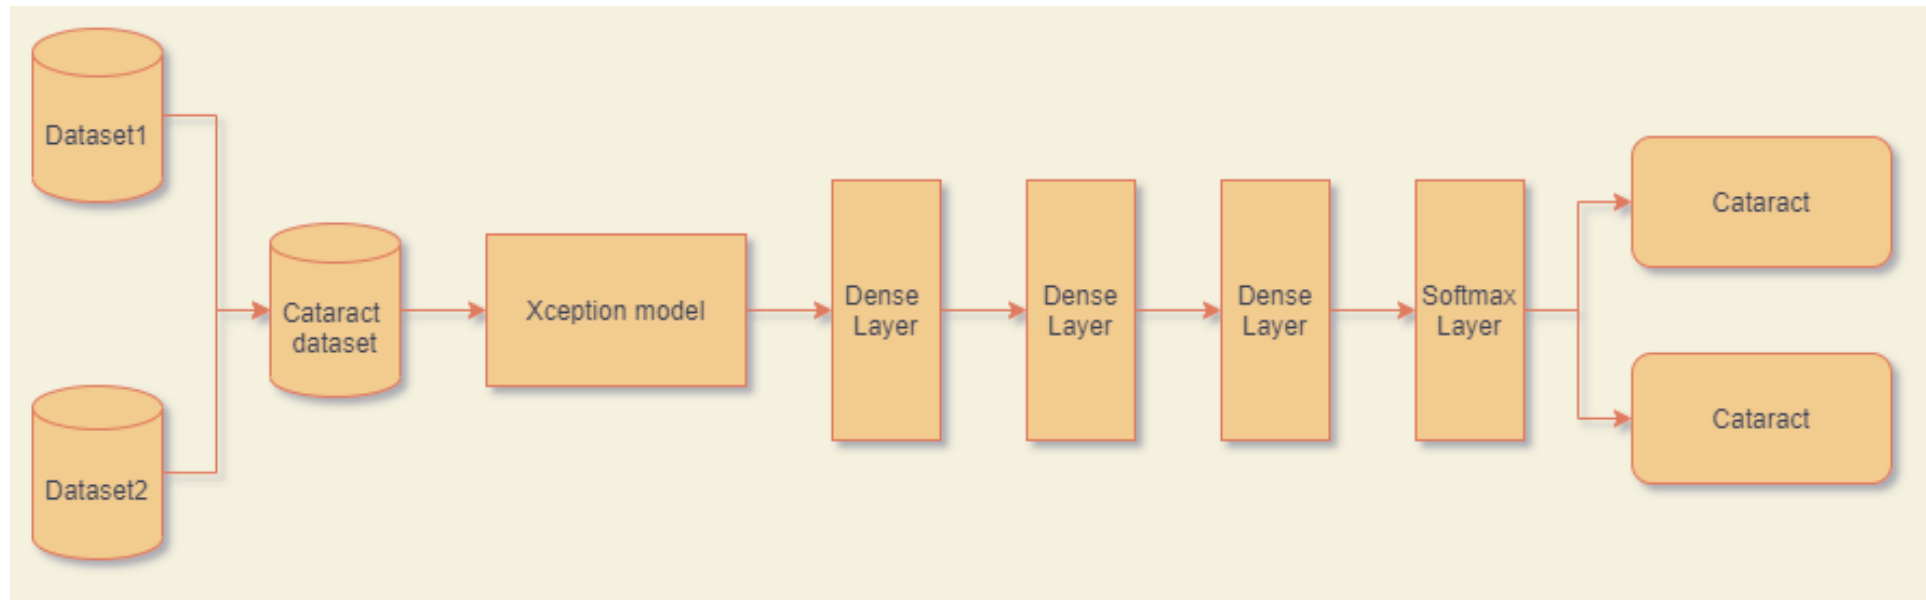 Dataset1
Dataset2
Cataract
dataset
Xception model
Dense
Layer
Dense
Layer
Dense
Layer
Softmax
Layer
Cataract
Cataract